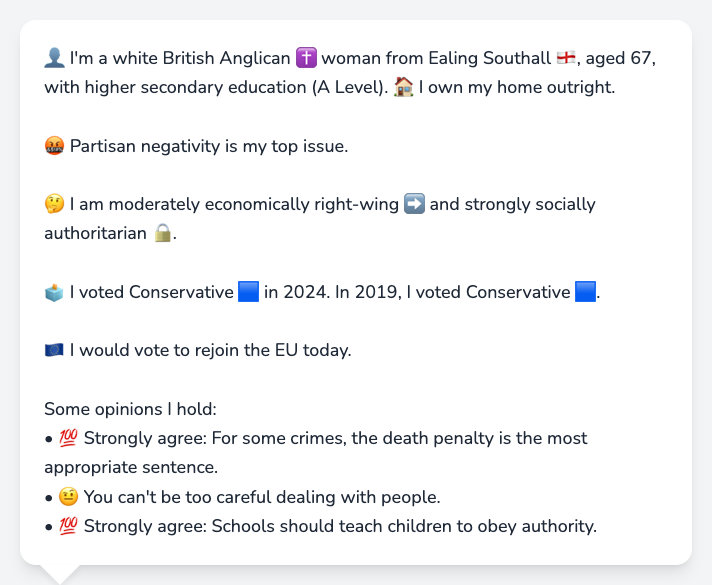 👤 I'm a white British Anglican ✝️ woman from Ealing Southall 🏴󠁧󠁢󠁥󠁮󠁧󠁿, aged 67,
with higher secondary education (A Level). 🏠 I own my home outright.
🤬 Partisan negativity is my top issue.
🤔 I am moderately economically right-wing ➡️ and strongly socially
authoritarian 🔒.
🗳️ I voted Conservative 🟦 in 2024. In 2019, I voted Conservative 🟦.
🇪🇺 I would vote to rejoin the EU today.
Some opinions I hold:
• 💯 Strongly agree: For some crimes, the death penalty is the most
appropriate sentence.
• 🤨 You can't be too careful dealing with people.
• 💯 Strongly agree: Schools should teach children to obey authority.